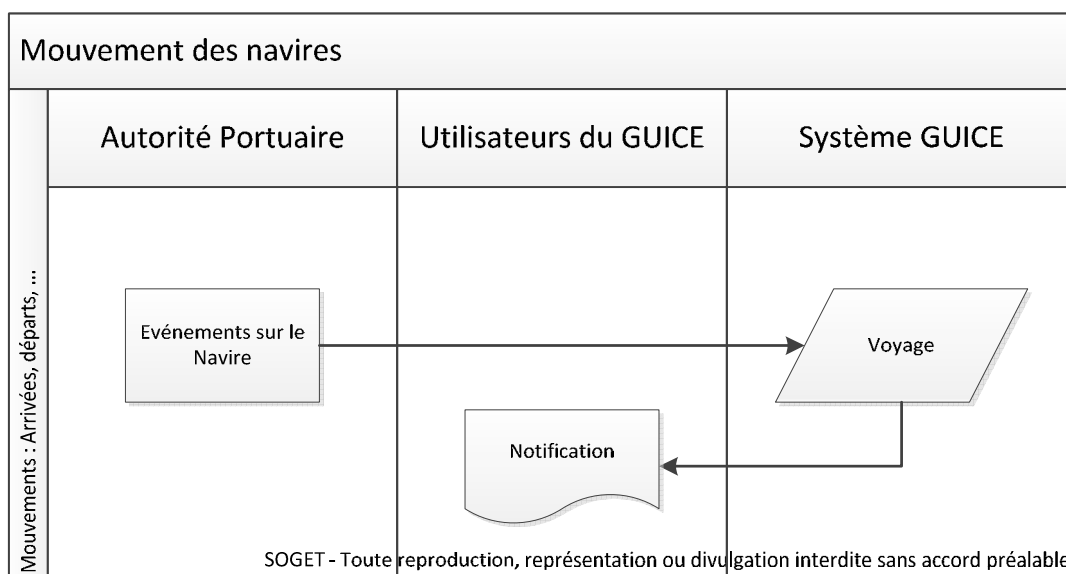 Mouvement des navires
Autorité Portuaire
Utilisateurs du GUICE
Système GUICE
Mouvements : Arrivées, départs, ...
Evénements sur le
Navire
Voyage
Notification
SOGET - Toute reproduction, représentation ou divulgation interdite sans accord préalable